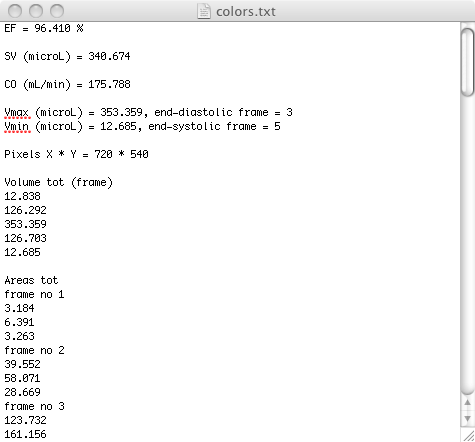 colors.txt
EF = 96.410 %
SV (microL) = 340.674
CO (mL/min) = 175.788
Vmax (microL) = 353.359, end-diastolic frame = 3
Vmin (microL) = 12.685, end-systolic frame = 5
Pixels X * Y = 720 * 540
Volume tot (frame)
12.838
126.292
353.359
126.703
12.685
Areas tot
frame no 1
3.184
6.391
3.263
frame no 2
39.552
58.071
28.669
frame no 3
123.732
161.156